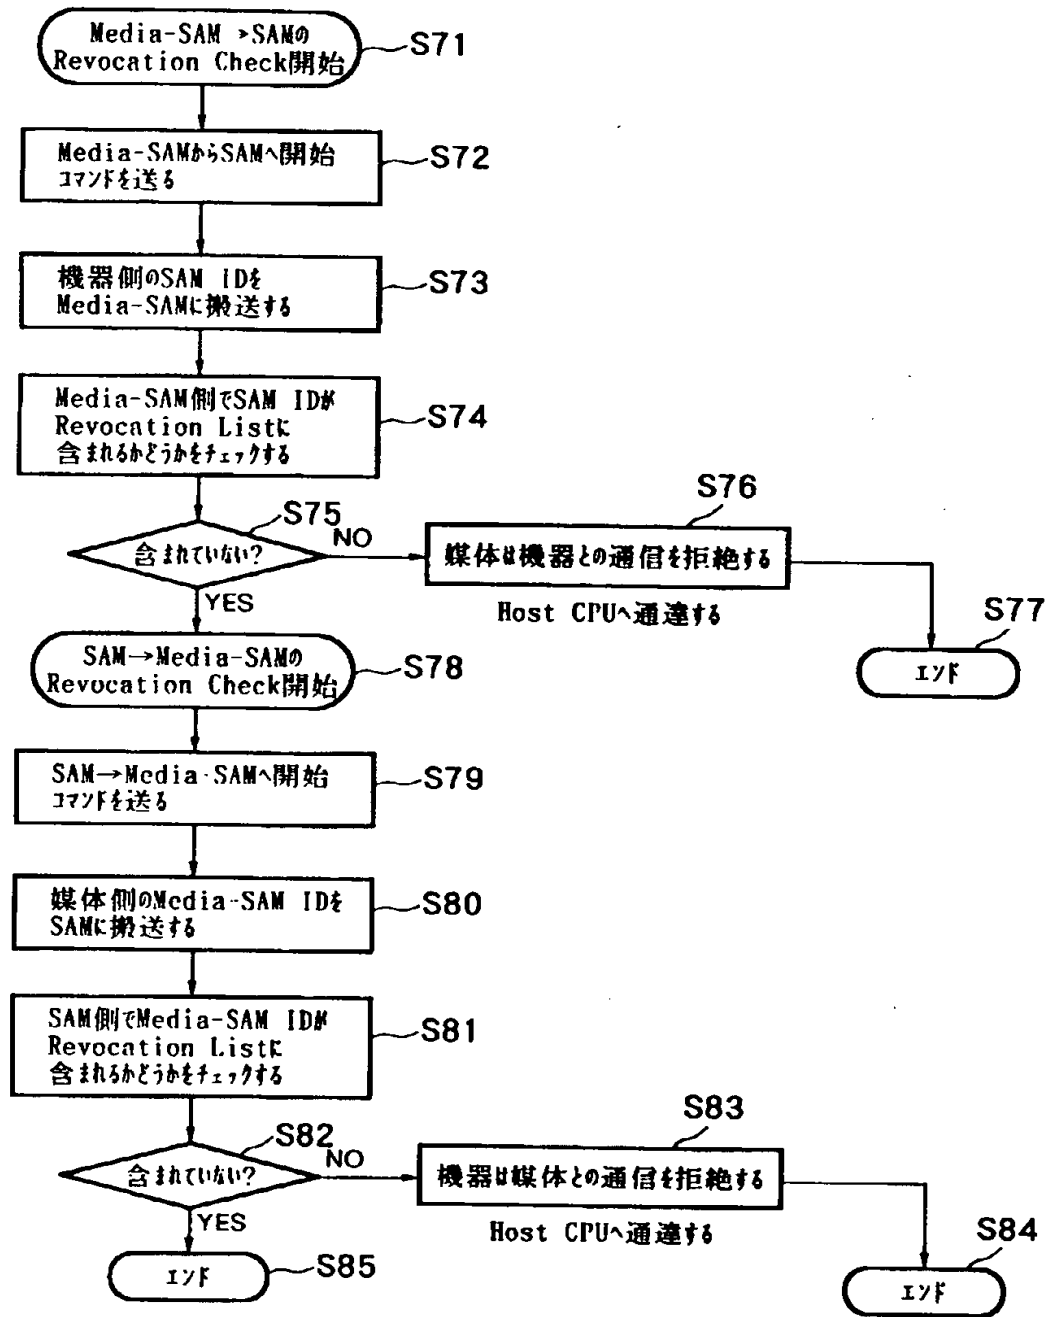 Media-SAM→SAMの
Revocation Check開始
S71
Media-SAMからSAMへ開始
コマンドを送る
S72
機器側のSAM IDを
Media-SAMに搬送する
S73
Media-SAM側でSAM IDが
Revocation Listに
含まれるかどうかをチェックする
S74
含まれていない?
S75
NO
YES
媒体は機器との通信を拒絶する
S76
Host CPUへ通達する
エンド
S77
SAM→Media-SAMの
Revocation Check開始
S78
SAM→Media-SAMへ開始
コマンドを送る
S79
媒体側のMedia-SAM IDを
SAMに搬送する
S80
SAM側でMedia-SAM IDが
Revocation Listに
含まれるかどうかをチェックする
S81
含まれていない?
S82
NO
YES
機器は媒体との通信を拒絶する
S83
Host CPUへ通達する
エンド
S84
エンド
S85